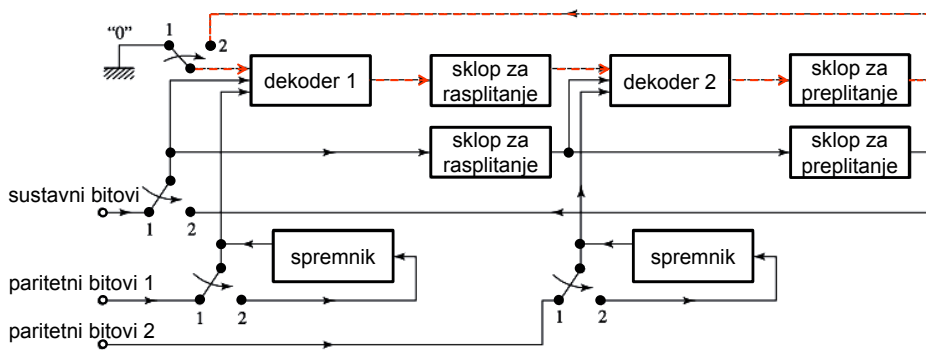 “0”
1
2
dekoder 1
sklop za
rasplitanje
dekoder 2
sklop za
preplitanje
sklop za
rasplitanje
sklop za
preplitanje
sustavni bitovi
1
2
spremnik
spremnik
paritetni bitovi 1
1
2
1
2
paritetni bitovi 2